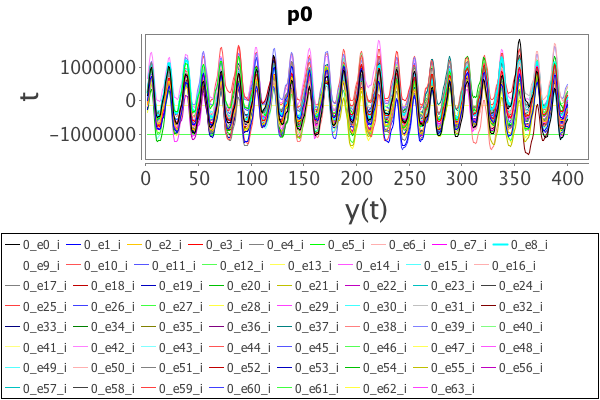 p0
t
1000000
0
−1000000
0 50 100 150 200 250 300 350 400
y(t)
0_e0_i 0_e1_i 0_e2_i 0_e3_i 0_e4_i 0_e5_i 0_e6_i 0_e7_i 0_e8_i
0_e9_i 0_e10_i 0_e11_i 0_e12_i 0_e13_i 0_e14_i 0_e15_i 0_e16_i
0_e17_i 0_e18_i 0_e19_i 0_e20_i 0_e21_i 0_e22_i 0_e23_i 0_e24_i
0_e25_i 0_e26_i 0_e27_i 0_e28_i 0_e29_i 0_e30_i 0_e31_i 0_e32_i
0_e33_i 0_e34_i 0_e35_i 0_e36_i 0_e37_i 0_e38_i 0_e39_i 0_e40_i
0_e41_i 0_e42_i 0_e43_i 0_e44_i 0_e45_i 0_e46_i 0_e47_i 0_e48_i
0_e49_i 0_e50_i 0_e51_i 0_e52_i 0_e53_i 0_e54_i 0_e55_i 0_e56_i
0_e57_i 0_e58_i 0_e59_i 0_e60_i 0_e61_i 0_e62_i 0_e63_i